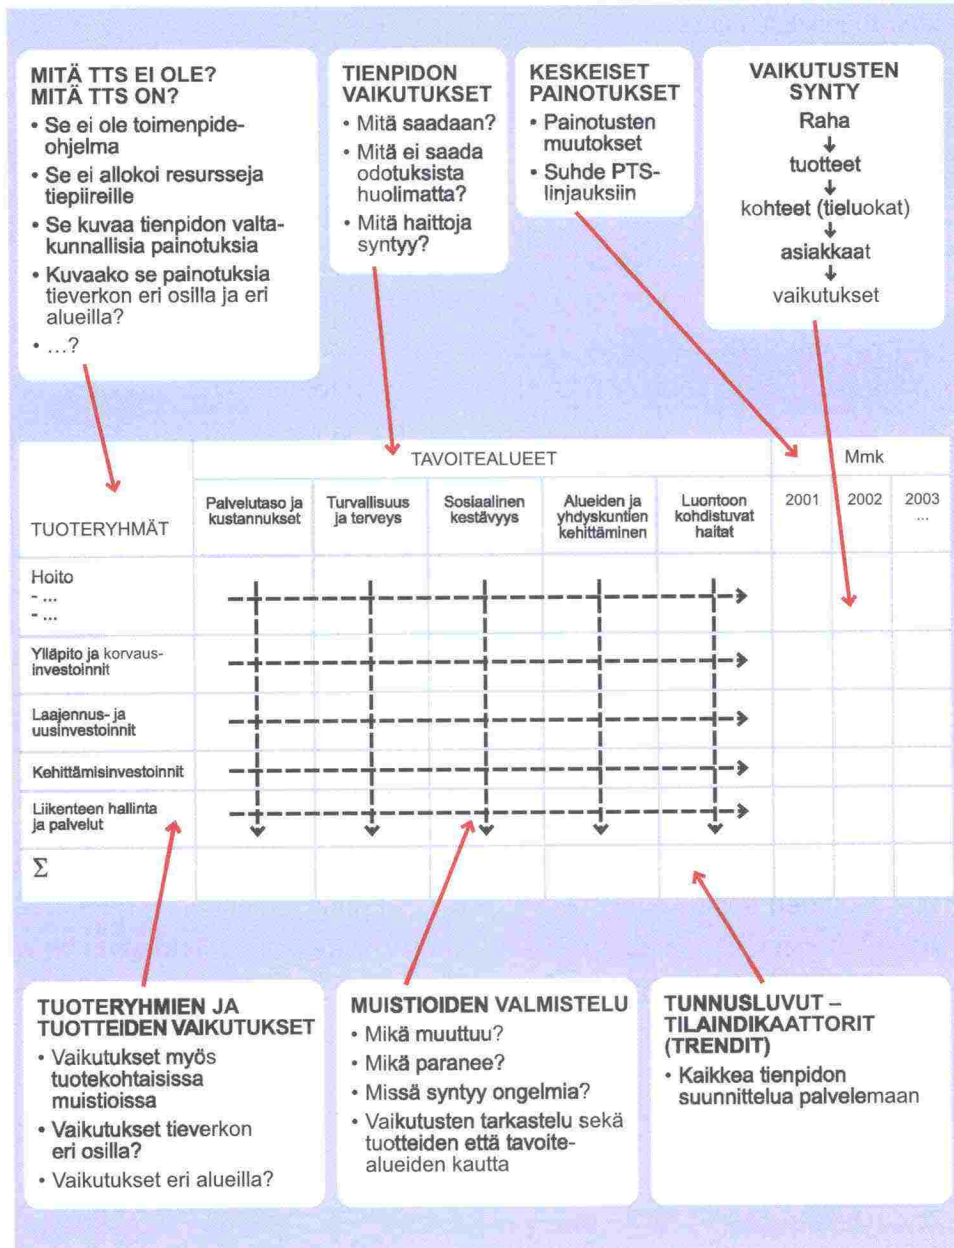 MITÄ TTS EI OLE?
MITÄ TTS ON?
• Se ei ole toimenpide-
ohjelma
• Se ei allokoi resursseja
tiepiireille
• Se kuvaa tienpidon valta-
kunnallisia painotuksia
• Kuvaako se painotuksia
tieverkon eri osilla ja eri
alueilla?
• ...?
TIENPIDON
VAIKUTUKSET
• Mitä saadaan?
• Mitä ei saada
odotuksista
huolimatta?
• Mitä haittoja
syntyy?
KESKEISET
PAINOTUKSET
• Painotusten
muutokset
• Suhde PTS-
linjauksiin
VAIKUTUSTEN
SYNTY
Raha
tuotteet
kohteet (tieluokat)
asiakkaat
vaikutukset
TUOTERYHMÄT
TAVOITEALUEET
Mmk
Palvelutaso ja
kustannukset
Turvallisuus
ja terveys
Sosiaalinen
kestävyys
Alueiden ja
yhdyskuntien
kehittäminen
Luontoon
kohdistuvat
haitat
2001
2002
2003
...
Hoito
- ...
- ...
Ylläpito ja korvaus-
investoinnit
Laajennus- ja
uusinvestoinnit
Kehittämisinvestoinnit
Liikenteen hallinta
ja palvelut
Σ
TUOTERYHMIEN JA
TUOTTEIDEN VAIKUTUKSET
• Vaikutukset myös
tuotekohtaisissa
muistioissa
• Vaikutukset tieverkon
eri osilla?
• Vaikutukset eri alueilla?
MUISTIOIDEN VALMISTELU
• Mikä muuttuu?
• Mikä paranee?
• Missä syntyy ongelmia?
• Vaikutusten tarkastelu sekä
tuotteiden että tavoite-
alueiden kautta
TUNNUSLUVUT –
TILAINDIKAATTORIT
(TRENDIT)
• Kaikkea tienpidon
suunnittelua palvelemaan